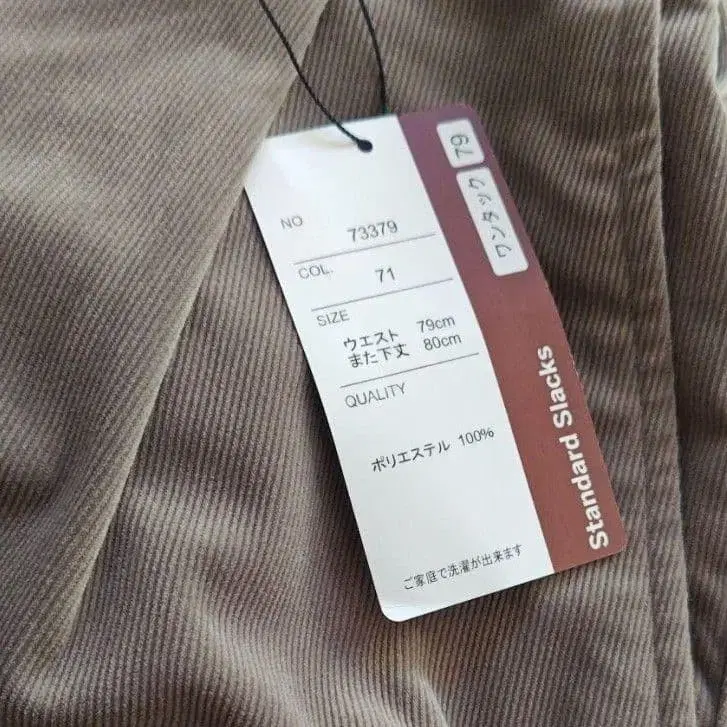 NO
73379
COL.
71
SIZE
ウエスト 79cm
また下丈 80cm
QUALITY
ポリエステル 100%
ご家庭で洗濯が出来ます
ワンタック 79
Standard Slacks